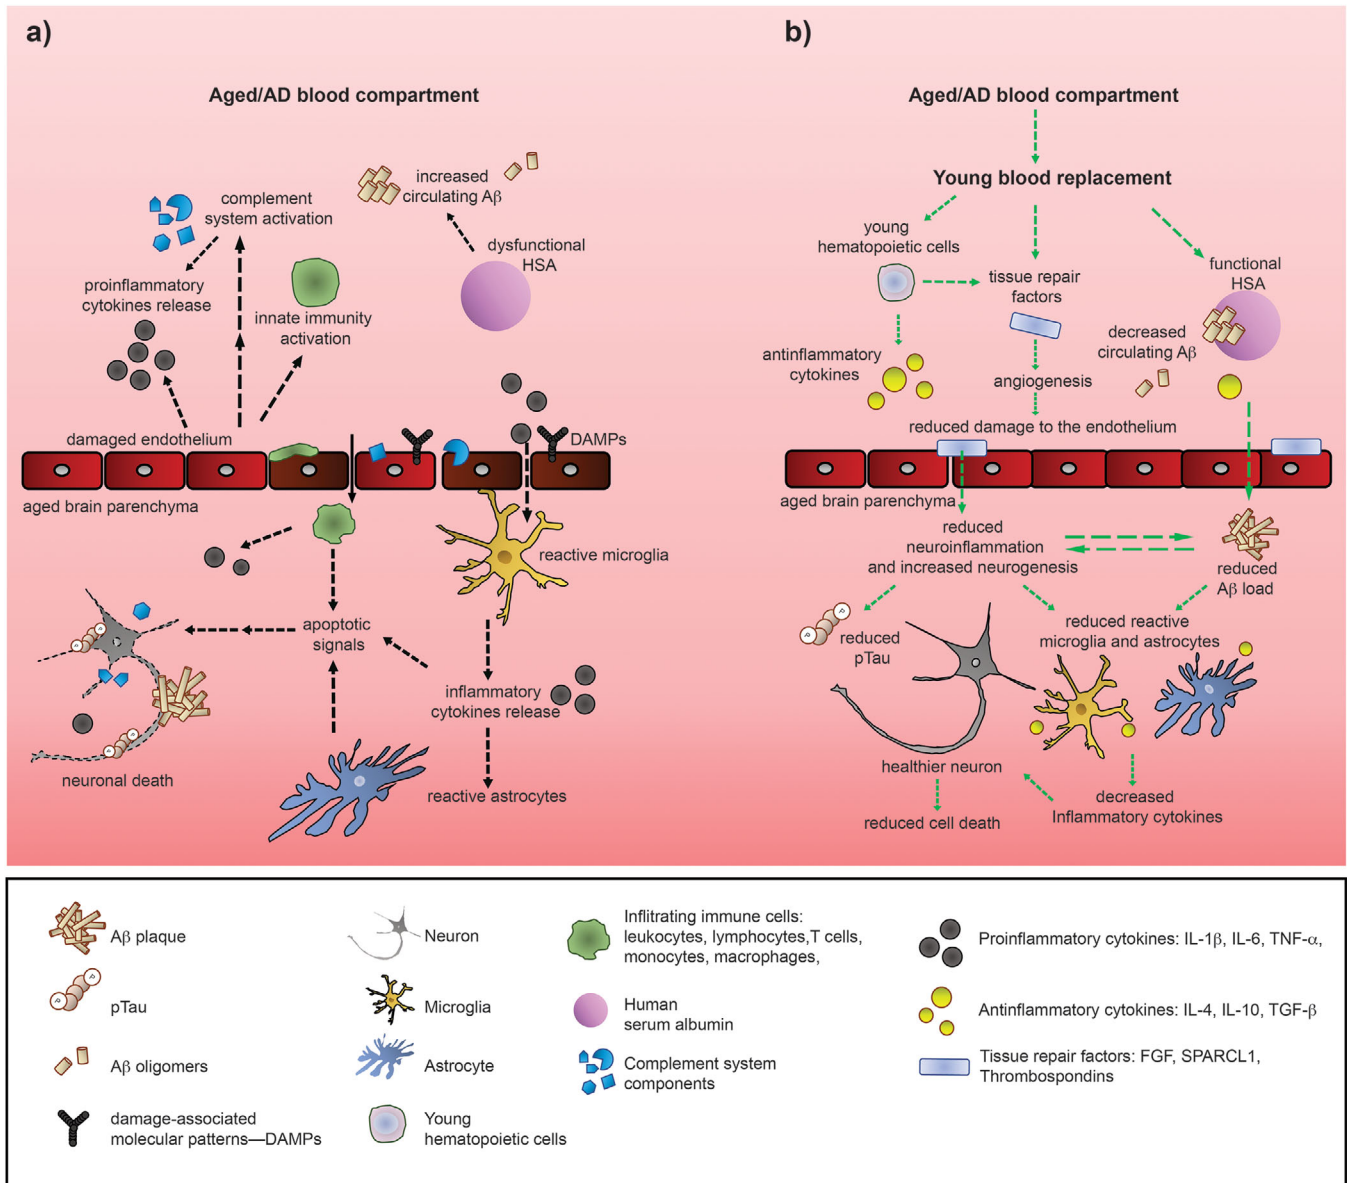 a)
Aged/AD blood compartment
increased
circulating Aβ
complement
system activation
dysfunctional
HSA
proinflammatory
cytokines release
innate immunity
activation
damaged endothelium
DAMPs
aged brain parenchyma
reactive microglia
apoptotic
signals
inflammatory
cytokines release
P
P
P
P
neuronal death
reactive astrocytes
b)
Aged/AD blood compartment
Young blood replacement
young
hematopoietic cells
tissue repair
factors
functional
HSA
decreased
circulating Aβ
antinflammatory
cytokines
angiogenesis
reduced damage to the endothelium
aged brain parenchyma
reduced
neuroinflammation
and increased neurogenesis
reduced
Aβ load
P
P
reduced
pTau
reduced reactive
microglia and astrocytes
healthier neuron
decreased
Inflammatory cytokines
reduced cell death
Aβ plaque
P
P
pTau
Aβ oligomers
damage-associated
molecular patterns—DAMPs
Neuron
Microglia
Astrocyte
Young
hematopoietic cells
Inflitrating immune cells:
leukocytes, lymphocytes,T cells,
monocytes, macrophages,
Human
serum albumin
Complement system
components
Proinflammatory cytokines: IL-1β, IL-6, TNF-α,
Antinflammatory cytokines: IL-4, IL-10, TGF-β
Tissue repair factors: FGF, SPARCL1,
Thrombospondins